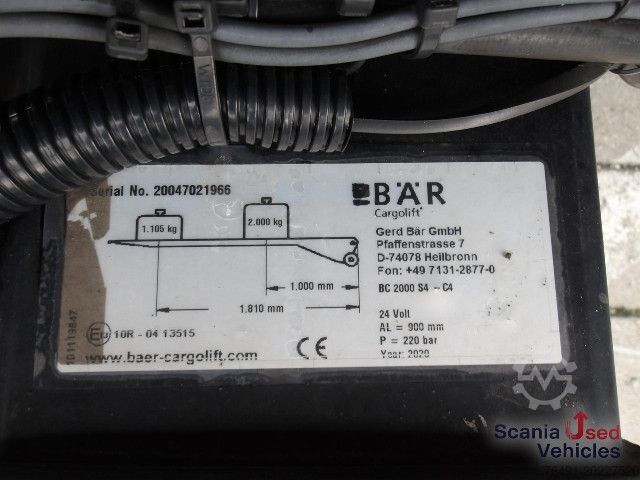 Serial No. 20047021966
1.105 kg
2.000 kg
1.000 mm
1.810 mm
10R - 04 13515
www.baer-cargolift.com
CE
BÄR
Cargolift
Gerd Bär GmbH
Pfaffenstrasse 7
D-74078 Heilbronn
Fon: +49 7131-2877-0
BC 2000 S4 - C4
24 Volt
AL = 900 mm
P = 220 bar
Year: 2020
Scania Used
Vehicles